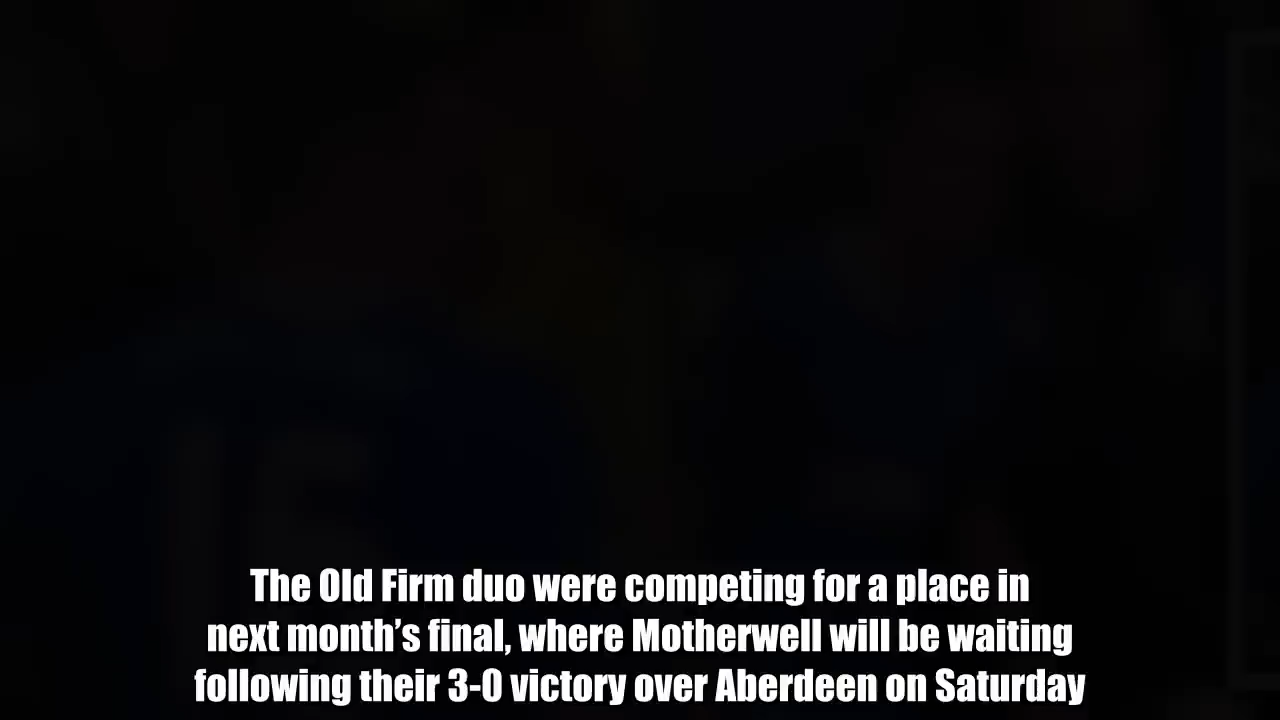 The Old Firm duo were competing for a place in
next month’s final, where Motherwell will be waiting
following their 3-0 victory over Aberdeen on Saturday